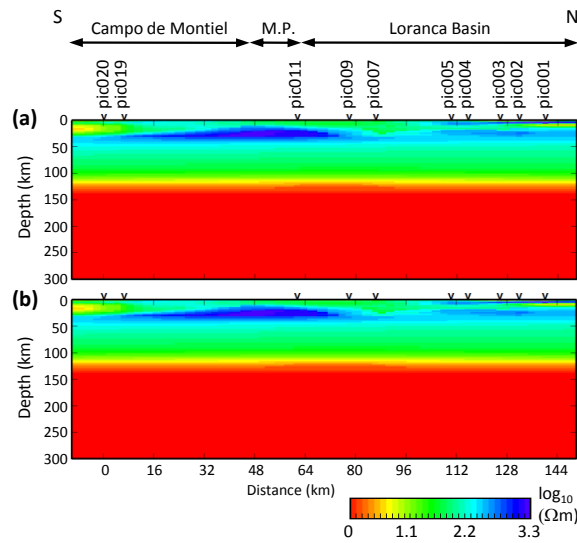 S N
Campo de Montiel M.P. Loranca Basin
pic020 pic019 pic011 pic009 pic007 pic005 pic004 pic003 pic002 pic001
(a)
0
50
100
150
200
250
300
Depth (km)
(b)
0
50
100
150
200
250
300
Depth (km)
0 16 32 48 64 80 96 112 128 144
Distance (km)
log10
(Ωm)
0 1.1 2.2 3.3